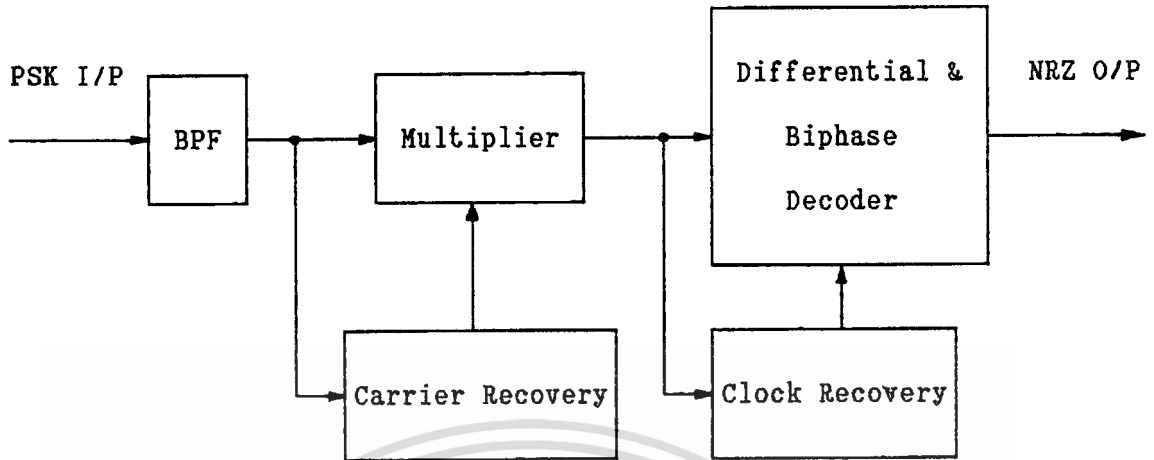 PSK I/P
BPF
Multiplier
Differential &
Biphase
Decoder
NRZ O/P
Carrier Recovery
Clock Recovery